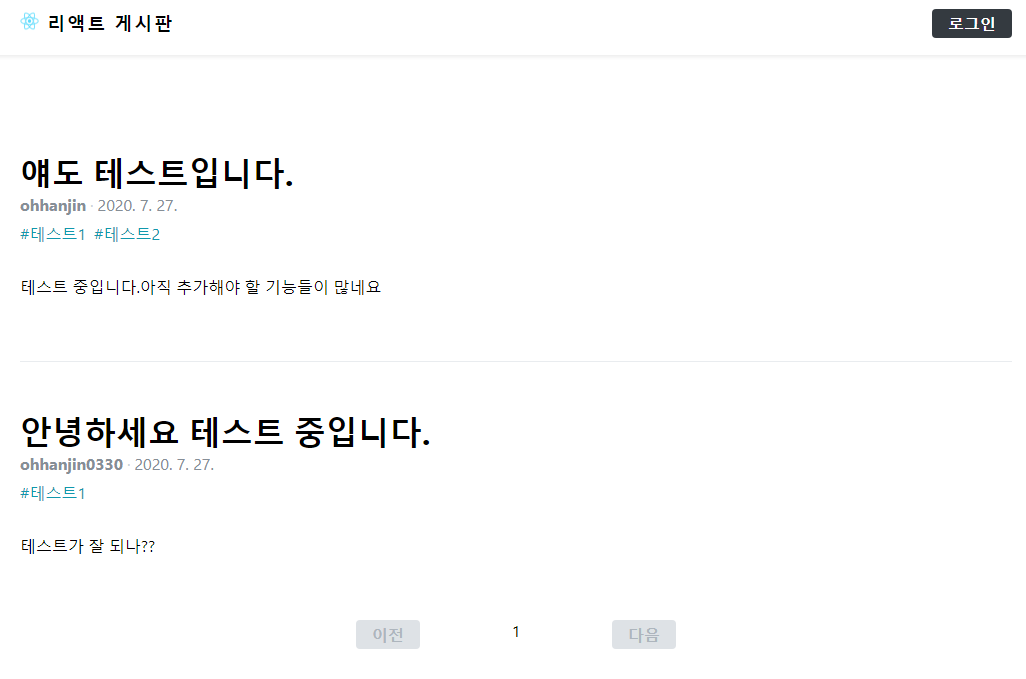 리액트 게시판
로그인
얘도 테스트입니다.
ohhanjin · 2020. 7. 27.
#테스트1 #테스트2
테스트 중입니다.아직 추가해야 할 기능들이 많네요
안녕하세요 테스트 중입니다.
ohhanjin0330 · 2020. 7. 27.
#테스트1
테스트가 잘 되나??
이전 1 다음